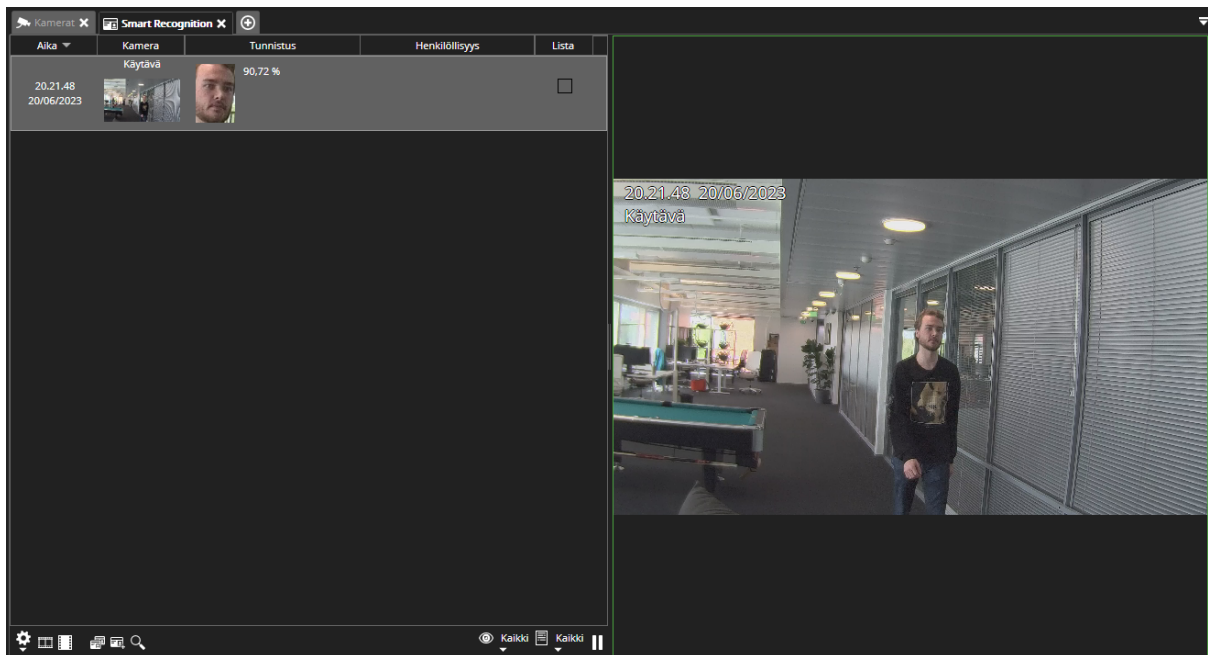 Kamerat
Smart Recognition
Aika
Kamera
Tunnistus
Henkilöllisyys
Lista
20.21.48
20/06/2023
Käytävä
90,72 %
20.21.48 20/06/2023
Käytävä
Kaikki
Kaikki